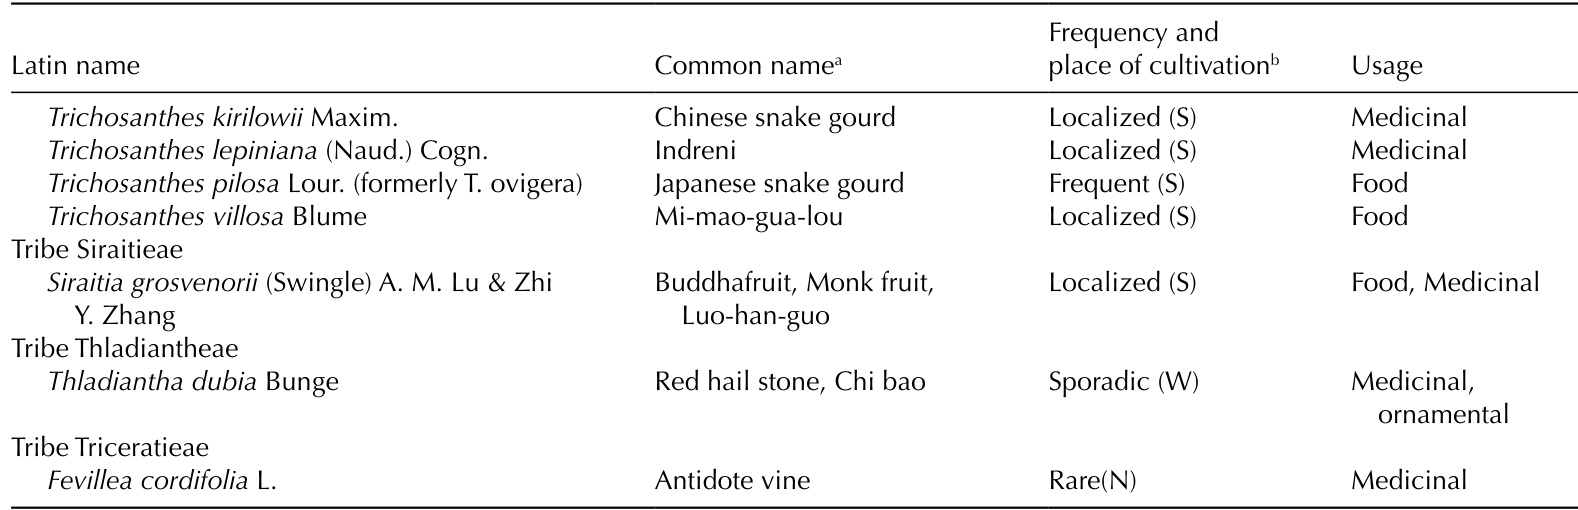 Frequency and
Latin name Common nameᵃ place of cultivationᵇ Usage
Trichosanthes kirilowii Maxim. Chinese snake gourd Localized (S) Medicinal
Trichosanthes lepiniana (Naud.) Cogn. Indreni Localized (S) Medicinal
Trichosanthes pilosa Lour. (formerly T. ovigera) Japanese snake gourd Frequent (S) Food
Trichosanthes villosa Blume Mi-mao-gua-lou Localized (S) Food
Tribe Siraitieae
Siraitia grosvenorii (Swingle) A. M. Lu & Zhi Buddhafruit, Monk fruit, Localized (S) Food, Medicinal
Y. Zhang Luo-han-guo
Tribe Thladiantheae
Thladiantha dubia Bunge Red hail stone, Chi bao Sporadic (W) Medicinal,
ornamental
Tribe Triceratieae
Fevillea cordifolia L. Antidote vine Rare(N) Medicinal